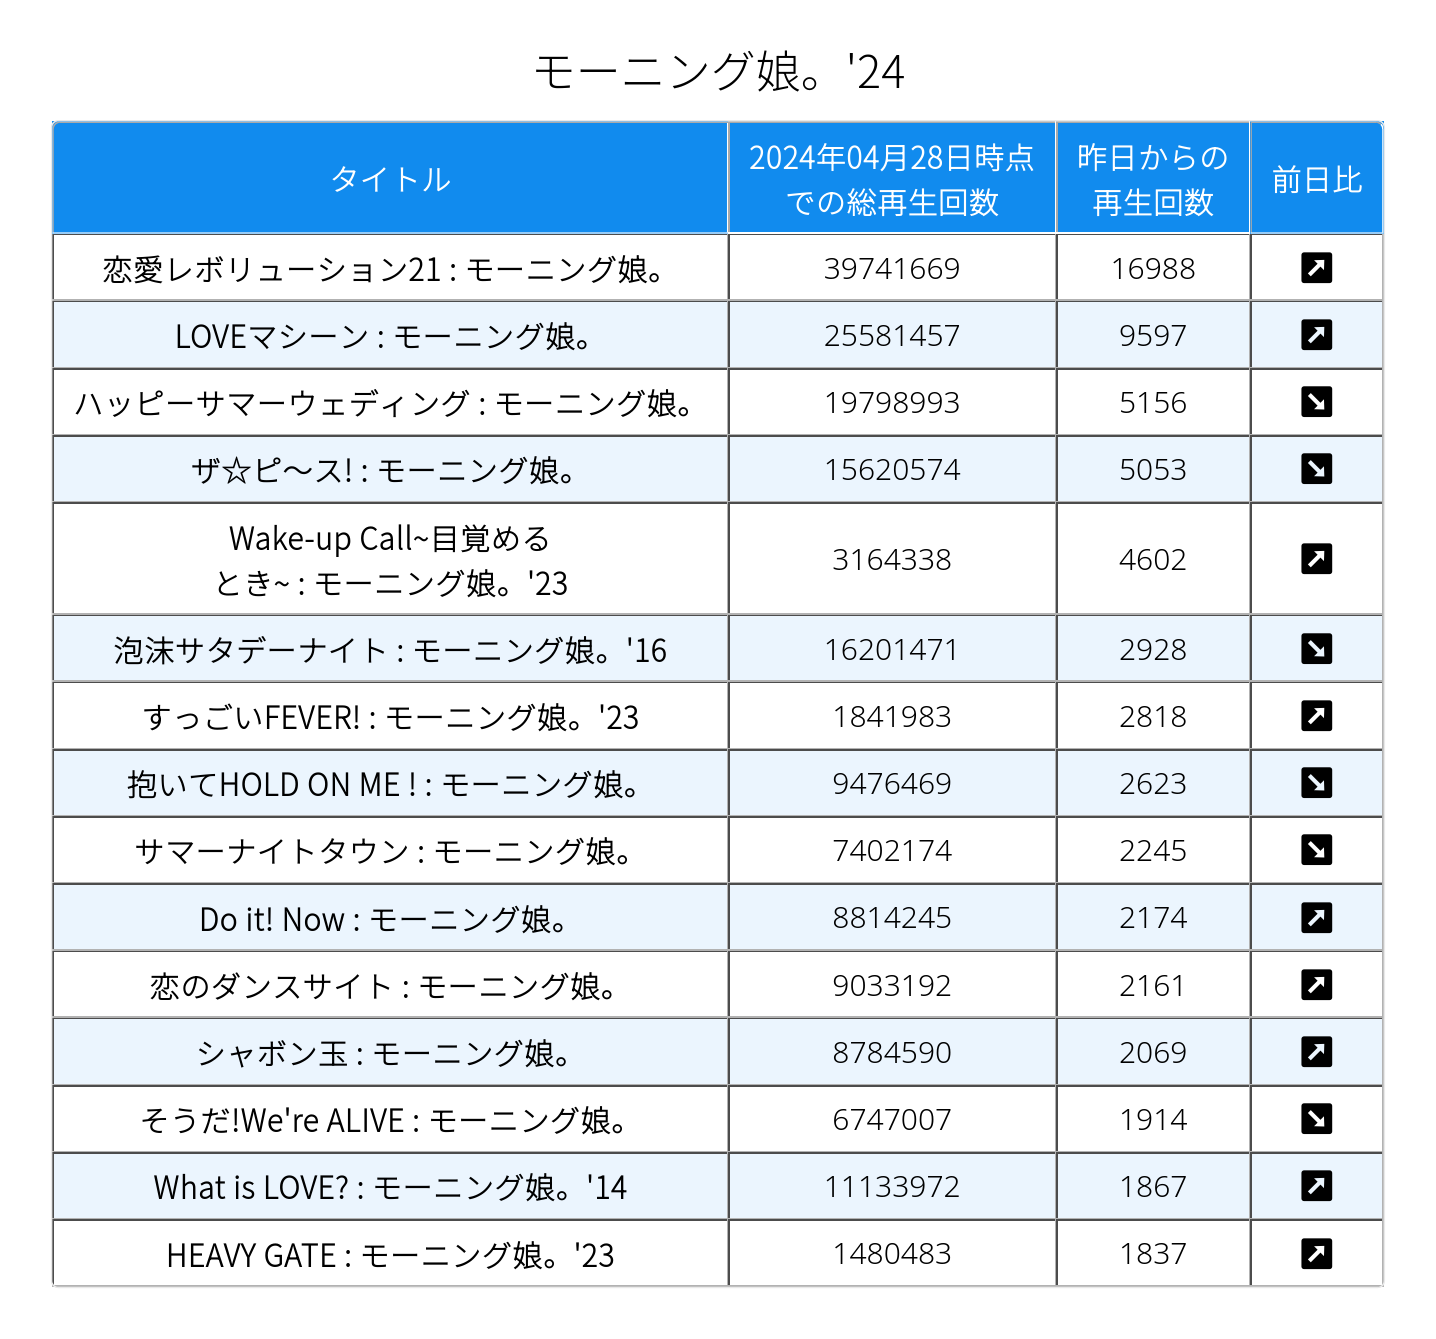 モーニング娘。'24
タイトル
2024年04月28日時点
での総再生回数
昨日からの
再生回数
前日比
恋愛レボリューション21 : モーニング娘。 39741669 16988
LOVEマシーン : モーニング娘。 25581457 9597
ハッピーサマーウェディング : モーニング娘。 19798993 5156
ザ☆ピ〜ス! : モーニング娘。 15620574 5053
Wake-up Call~目覚める
とき~ : モーニング娘。'23 3164338 4602
泡沫サタデーナイト : モーニング娘。'16 16201471 2928
すっごいFEVER! : モーニング娘。'23 1841983 2818
抱いてHOLD ON ME ! : モーニング娘。 9476469 2623
サマーナイトタウン : モーニング娘。 7402174 2245
Do it! Now : モーニング娘。 8814245 2174
恋のダンスサイト : モーニング娘。 9033192 2161
シャボン玉 : モーニング娘。 8784590 2069
そうだ!We're ALIVE : モーニング娘。 6747007 1914
What is LOVE? : モーニング娘。'14 11133972 1867
HEAVY GATE : モーニング娘。'23 1480483 1837